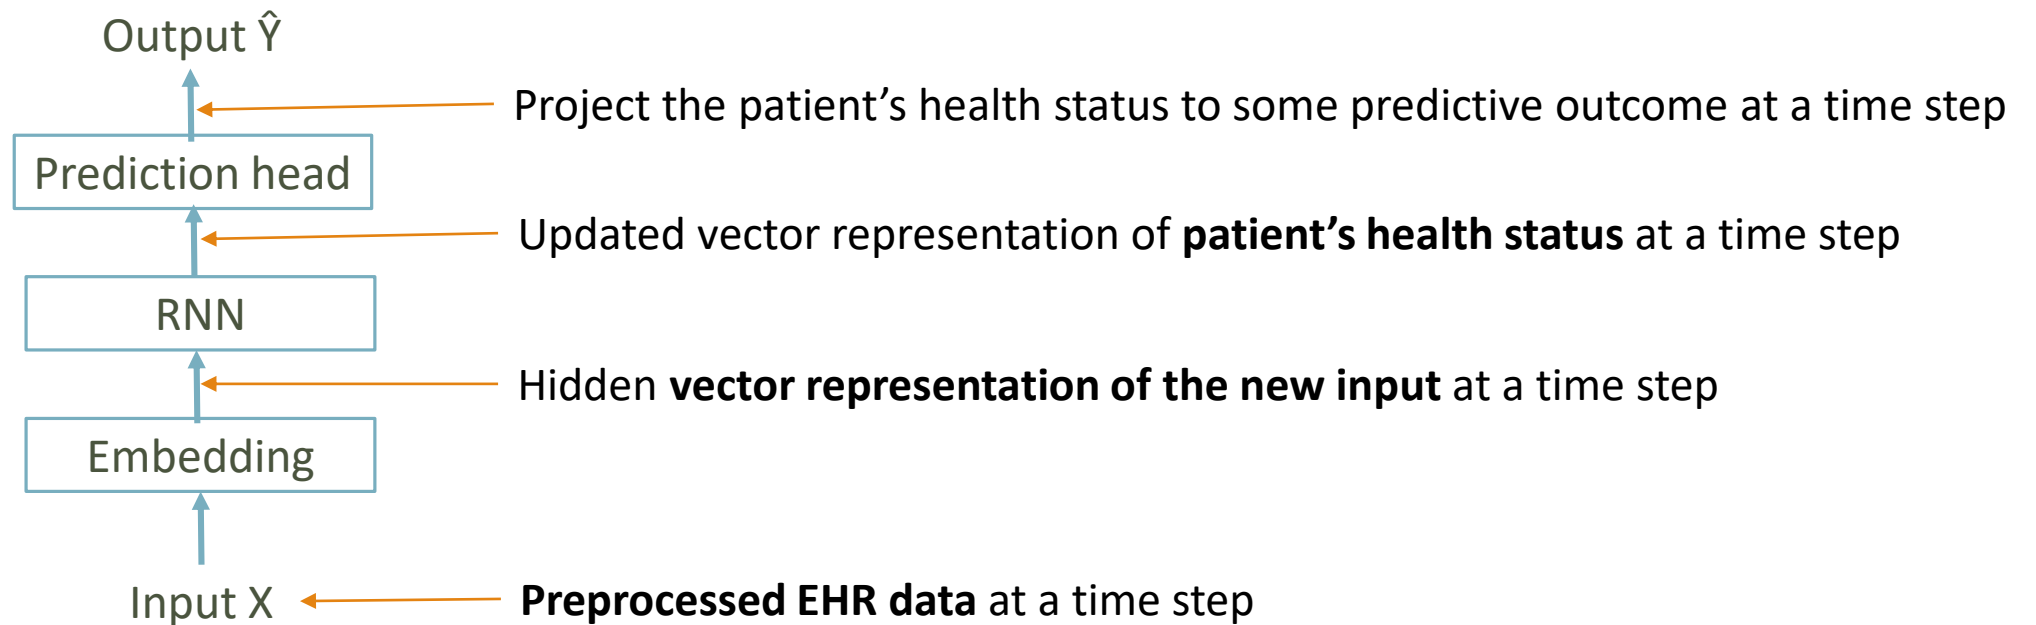 Output Ŷ
Project the patient’s health status to some predictive outcome at a time step
Prediction head
Updated vector representation of patient’s health status at a time step
RNN
Hidden vector representation of the new input at a time step
Embedding
Input X
Preprocessed EHR data at a time step